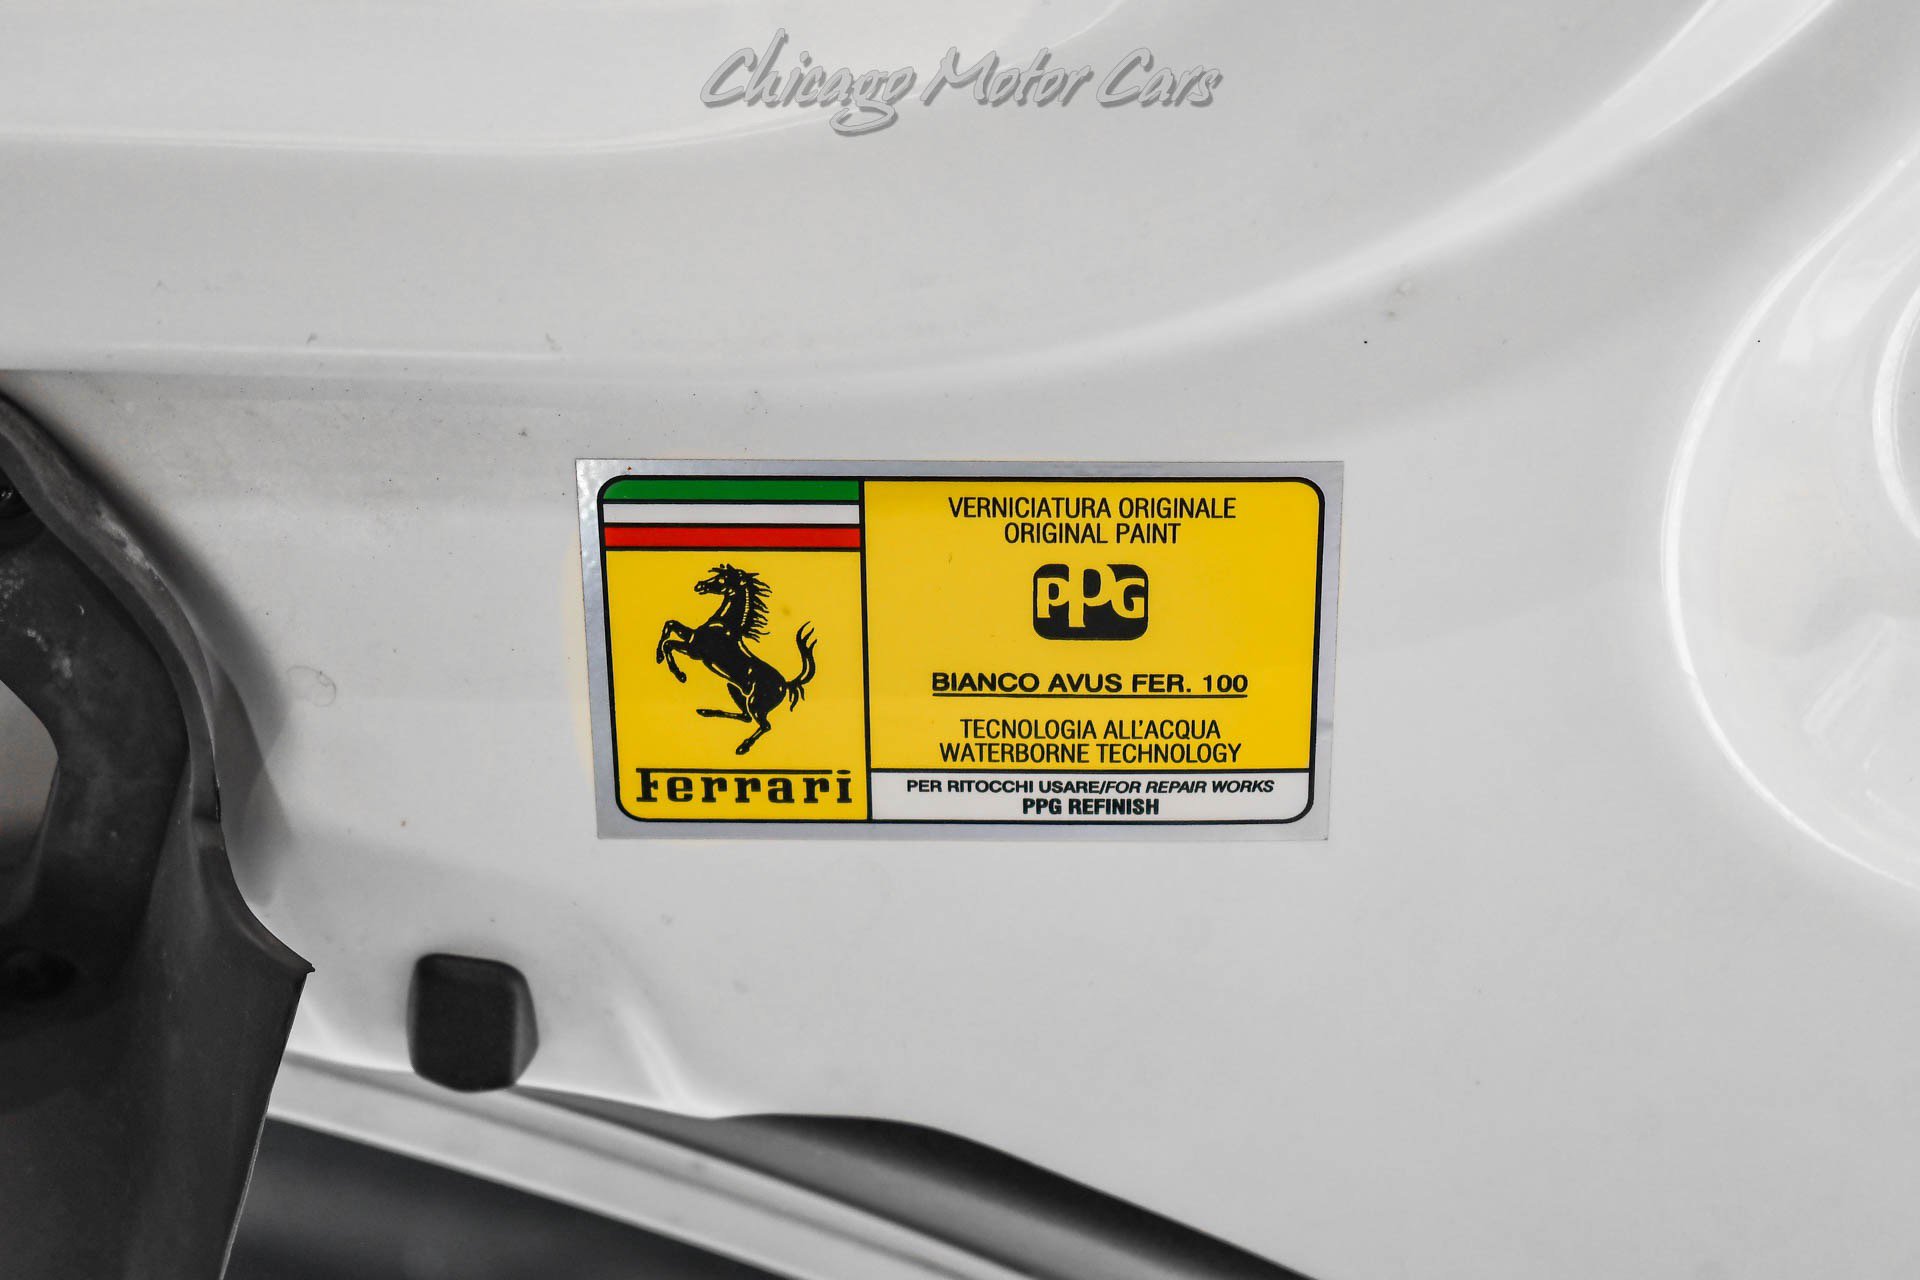 Chicago Motor Cars
VERNICIATURA ORIGINALE
ORIGINAL PAINT
PPG
BIANCO AVUS FER. 100
TECNOLOGIA ALL'ACQUA
WATERBORNE TECHNOLOGY
Ferrari
PER RITOCCHI USARE/FOR REPAIR WORKS
PPG REFINISH